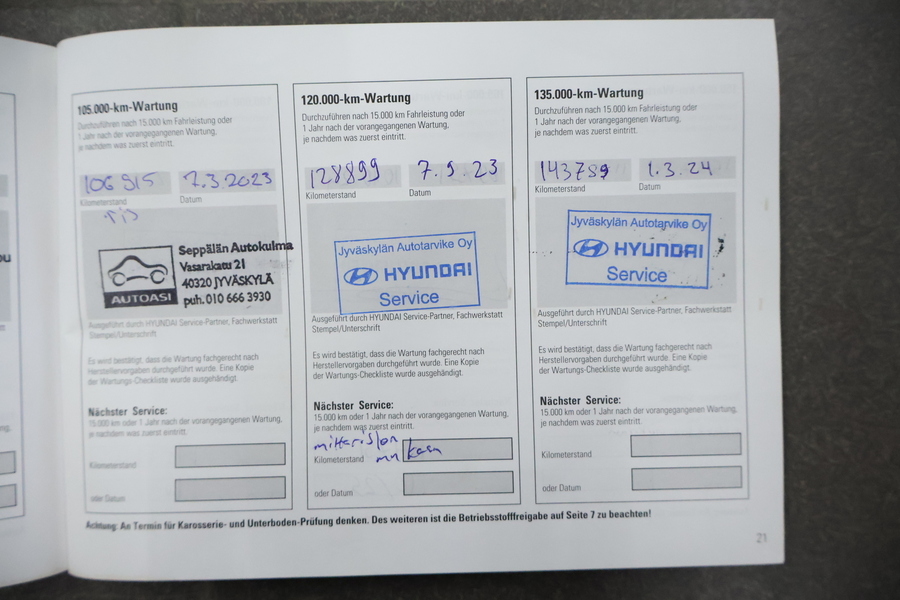 105.000-km-Wartung
Durchzuführen nach 15.000 km Fahrleistung oder
1 Jahr nach der vorangegangenen Wartung,
je nachdem was zuerst eintritt.
106 915 7.3.2023
Kilometerstand Datum
Seppälän Autokulma
Vasarakatu 21
40320 JYVÄSKYLÄ
puh. 010 666 3930
AUTOASI
Ausgeführt durch HYUNDAI Service-Partner, Fachwerkstatt
Stempel/Unterschrift
Es wird bestätigt, dass die Wartung fachgerecht nach
Herstellervorgaben durchgeführt wurde. Eine Kopie
der Wartungs-Checkliste wurde ausgehändigt.
Nächster Service:
15.000 km oder 1 Jahr nach der vorangegangenen Wartung,
je nachdem was zuerst eintritt.
Kilometerstand
oder Datum
120.000-km-Wartung
Durchzuführen nach 15.000 km Fahrleistung oder
1 Jahr nach der vorangegangenen Wartung,
je nachdem was zuerst eintritt.
128899 7.9.23
Kilometerstand Datum
Jyväskylän Autotarvike Oy
HYUNDAI
Service
Ausgeführt durch HYUNDAI Service-Partner, Fachwerkstatt
Stempel/Unterschrift
Es wird bestätigt, dass die Wartung fachgerecht nach
Herstellervorgaben durchgeführt wurde. Eine Kopie
der Wartungs-Checkliste wurde ausgehändigt.
Nächster Service:
15.000 km oder 1 Jahr nach der vorangegangenen Wartung,
je nachdem was zuerst eintritt.
Kilometerstand
oder Datum
135.000-km-Wartung
Durchzuführen nach 15.000 km Fahrleistung oder
1 Jahr nach der vorangegangenen Wartung,
je nachdem was zuerst eintritt.
1.3.24
Kilometerstand Datum
Jyväskylän Autotarvike Oy
HYUNDAI
Service
Ausgeführt durch HYUNDAI Service-Partner, Fachwerkstatt
Stempel/Unterschrift
Es wird bestätigt, dass die Wartung fachgerecht nach
Herstellervorgaben durchgeführt wurde. Eine Kopie
der Wartungs-Checkliste wurde ausgehändigt.
Nächster Service:
15.000 km oder 1 Jahr nach der vorangegangenen Wartung,
je nachdem was zuerst eintritt.
Kilometerstand
oder Datum
Achtung: An Termin für Karosserie- und Unterboden-Prüfung denken. Des weiteren ist die Betriebsstofffreigabe auf Seite 7 zu beachten!
21